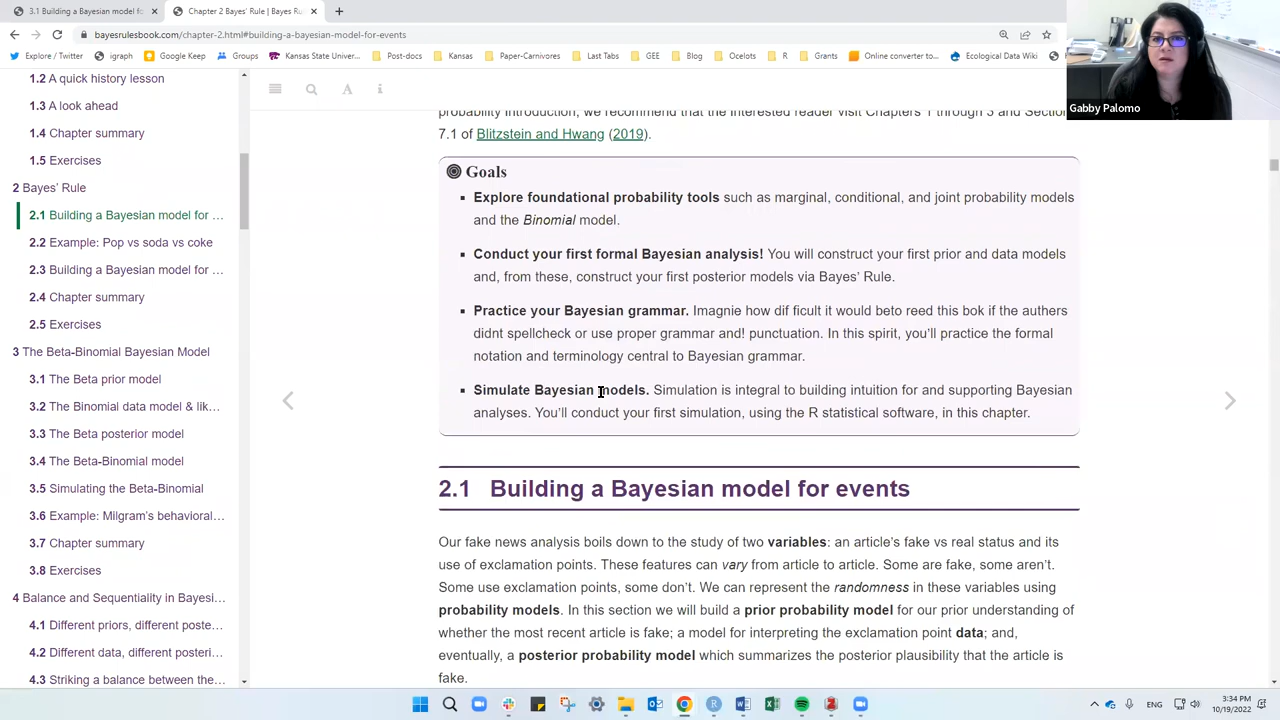 3.1 Building a Bayesian model fo
Chapter 2 Bayes' Rule | Bayes Ru
bayesrulesbook.com/chapter-2.html#building-a-bayesian-model-for-events
Explore / Twitter
igraph
Google Keep
Groups
Kansas State Univer...
Post-docs
Kansas
Paper-Carnivores
Last Tabs
GEE
Blog
Ocelots
R
Grants
Online converter to...
Ecological Data Wiki
Gabby Palomo
1.2 A quick history lesson
1.3 A look ahead
1.4 Chapter summary
1.5 Exercises
2 Bayes' Rule
2.1 Building a Bayesian model for ...
2.2 Example: Pop vs soda vs coke
2.3 Building a Bayesian model for ...
2.4 Chapter summary
2.5 Exercises
3 The Beta-Binomial Bayesian Model
3.1 The Beta prior model
3.2 The Binomial data model & lik...
3.3 The Beta posterior model
3.4 The Beta-Binomial model
3.5 Simulating the Beta-Binomial
3.6 Example: Milgram's behavioral...
3.7 Chapter summary
3.8 Exercises
4 Balance and Sequentiality in Bayesi...
4.1 Different priors, different poste...
4.2 Different data, different posteri...
4.3 Striking a balance between the...
probability introduction, we recommend that the interested reader visit Chapters 1 through 3 and Section
7.1 of Blitzstein and Hwang (2019).
Goals
Explore foundational probability tools such as marginal, conditional, and joint probability models
and the Binomial model.
Conduct your first formal Bayesian analysis! You will construct your first prior and data models
and, from these, construct your first posterior models via Bayes' Rule.
Practice your Bayesian grammar. Imagnie how dif ficult it would beto reed this bok if the authors
didnt spellcheck or use proper grammar and! punctuation. In this spirit, you'll practice the formal
notation and terminology central to Bayesian grammar.
Simulate Bayesian models. Simulation is integral to building intuition for and supporting Bayesian
analyses. You'll conduct your first simulation, using the R statistical software, in this chapter.
2.1 Building a Bayesian model for events
Our fake news analysis boils down to the study of two variables: an article's fake vs real status and its
use of exclamation points. These features can vary from article to article. Some are fake, some aren't.
Some use exclamation points, some don't. We can represent the randomness in these variables using
probability models. In this section we will build a prior probability model for our prior understanding of
whether the most recent article is fake; a model for interpreting the exclamation point data; and,
eventually, a posterior probability model which summarizes the posterior plausibility that the article is
fake.
ENG
3:34 PM
10/19/2022